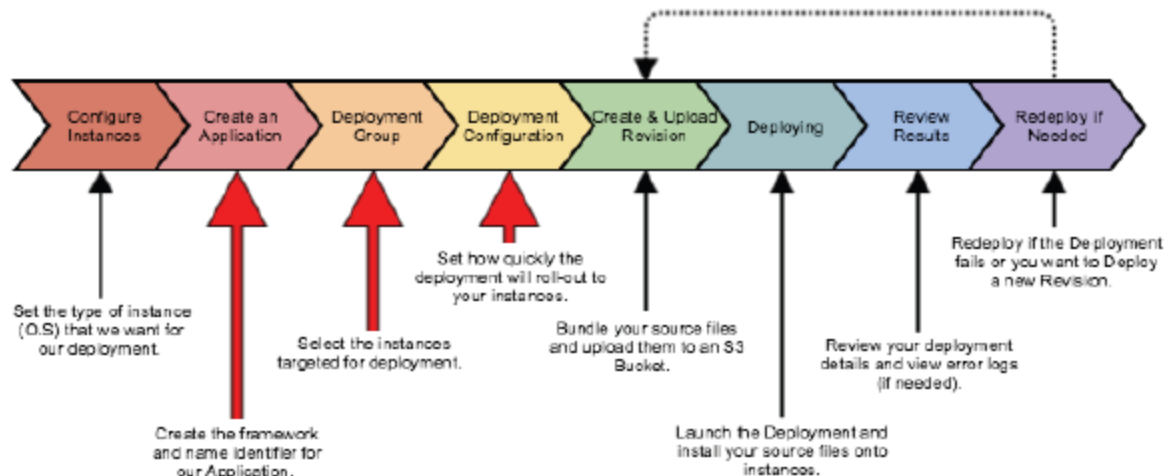 Configure
Instances
Create an
Application
Deployment
Group
Deployment
Configuration
Create & Upload
Revision
Deploying
Review
Results
Redeploy if
Needed
Set the type of instance
(O.S) that we want for
our deployment.
Create the framework
and name identifier for
our Application.
Select the instances
targeted for deployment.
Set how quickly the
deployment will roll-out to
your instances.
Bundle your source files
and upload them to an S3
Bucket.
Launch the Deployment and
install your source files onto
instances.
Review your deployment
details and view error logs
(if needed).
Redeploy if the Deployment
fails or you want to Deploy
a new Revision.